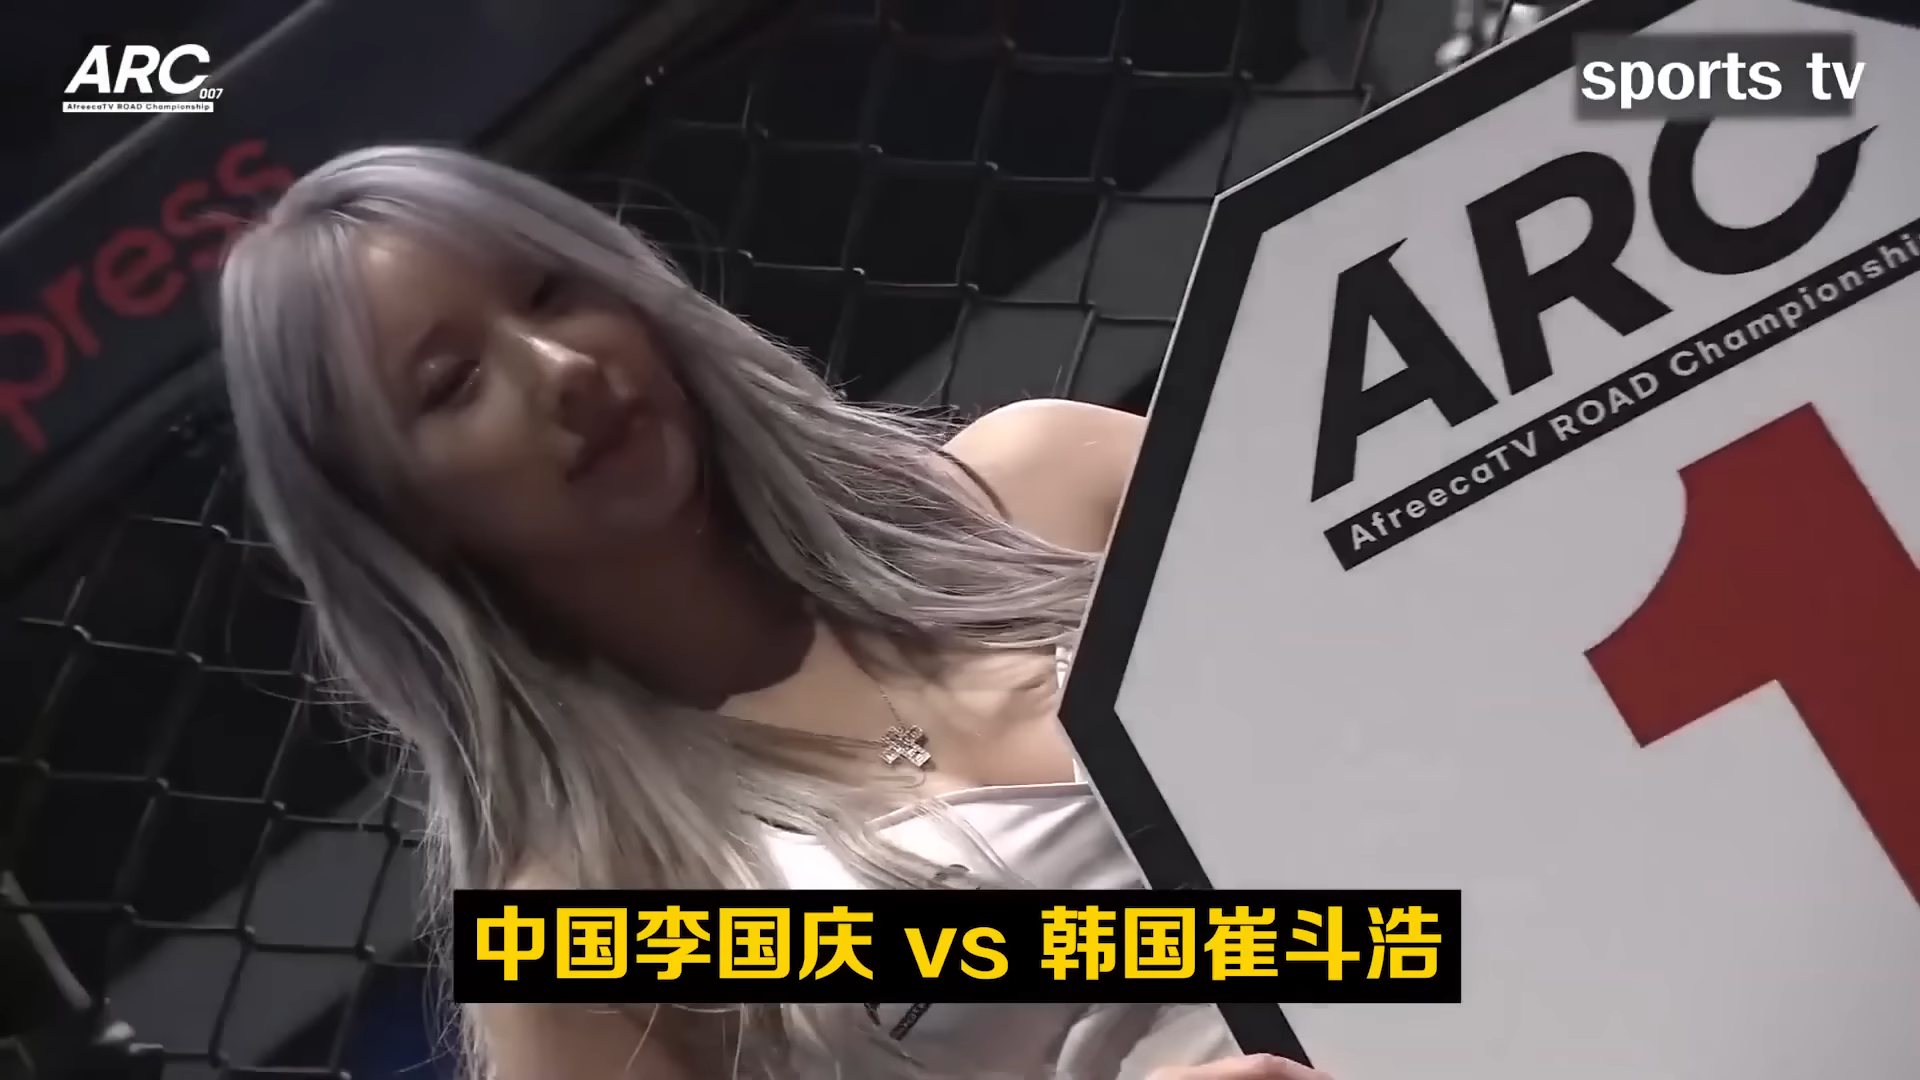 ARC 007
AfreecaTV ROAD Championship
sports tv
press
ARC
AfreecaTV ROAD Championshi
1
中国李国庆 vs 韩国崔斗浩